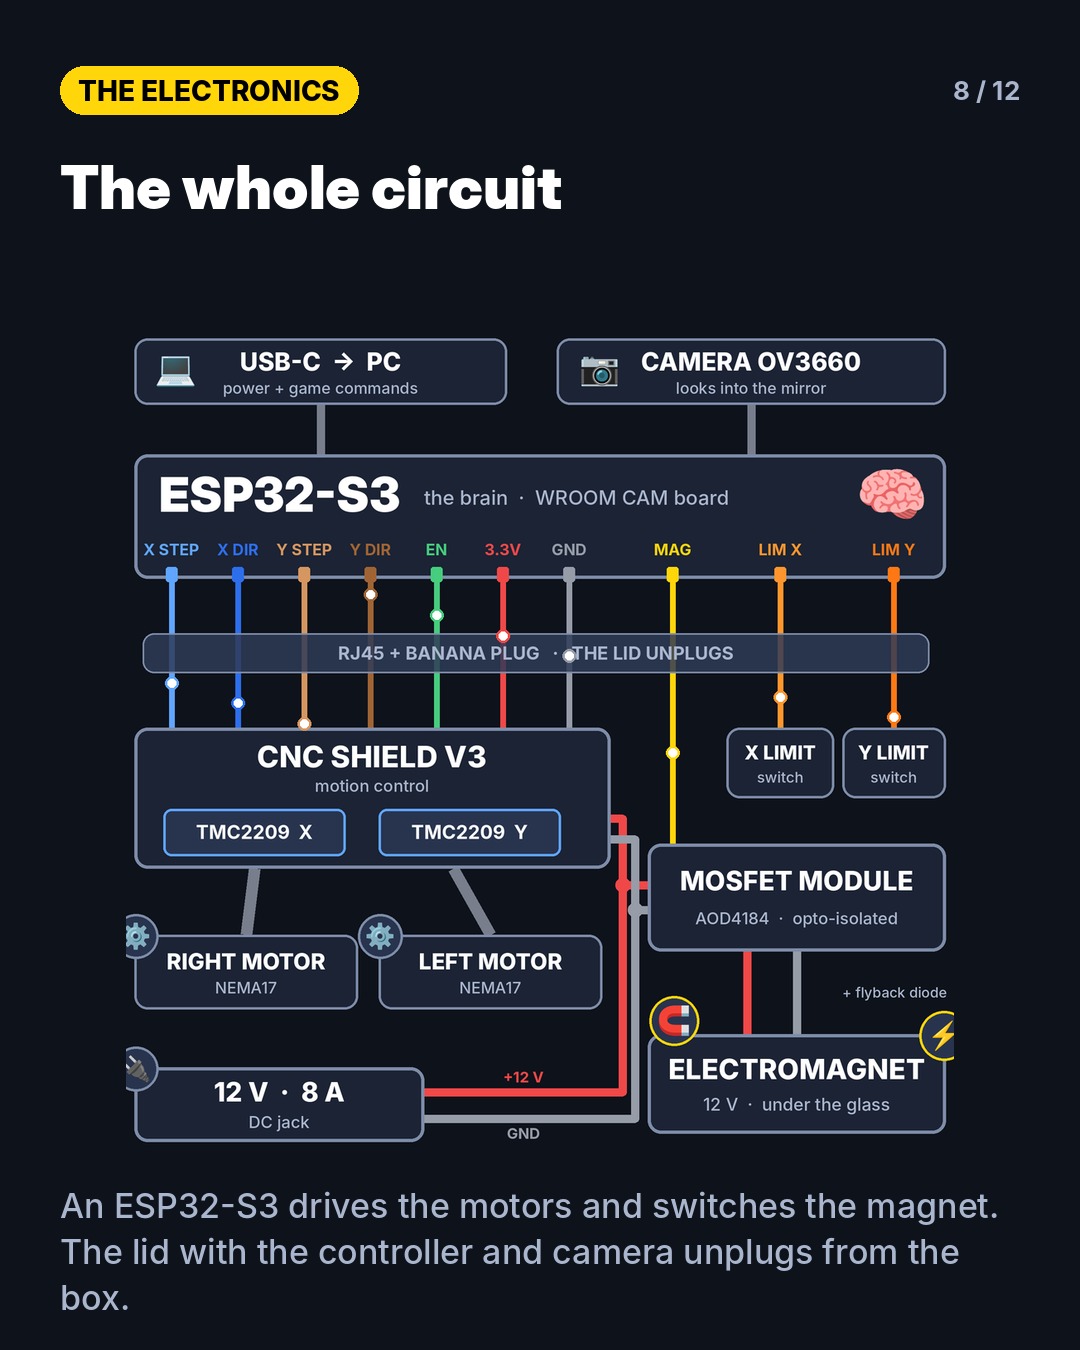 THE ELECTRONICS
8 / 12
The whole circuit
USB-C → PC
power + game commands
CAMERA OV3660
looks into the mirror
ESP32-S3 the brain · WROOM CAM board
X STEP X DIR Y STEP Y DIR EN 3.3V GND MAG LIM X LIM Y
RJ45 + BANANA PLUG · THE LID UNPLUGS
CNC SHIELD V3
motion control
TMC2209 X
TMC2209 Y
X LIMIT
switch
Y LIMIT
switch
MOSFET MODULE
AOD4184 · opto-isolated
RIGHT MOTOR
NEMA17
LEFT MOTOR
NEMA17
+ flyback diode
ELECTROMAGNET
12 V · under the glass
12 V · 8 A
DC jack
+12 V
GND
An ESP32-S3 drives the motors and switches the magnet.
The lid with the controller and camera unplugs from the
box.